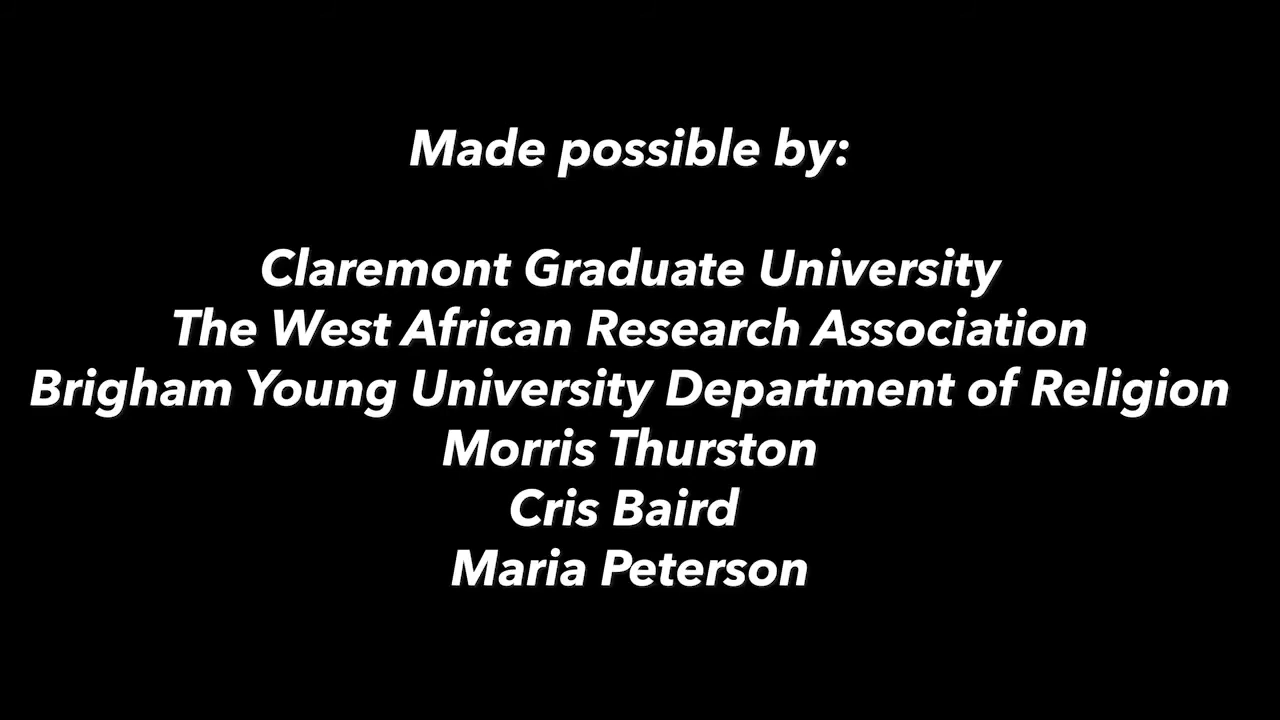 Made possible by:
Claremont Graduate University
The West African Research Association
Brigham Young University Department of Religion
Morris Thurston
Cris Baird
Maria Peterson